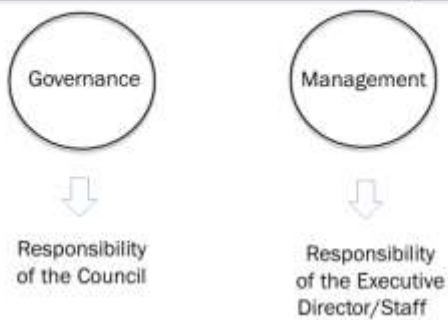 Governance
Management
Responsibility
of the Council
Responsibility
of the Executive
Director/Staff